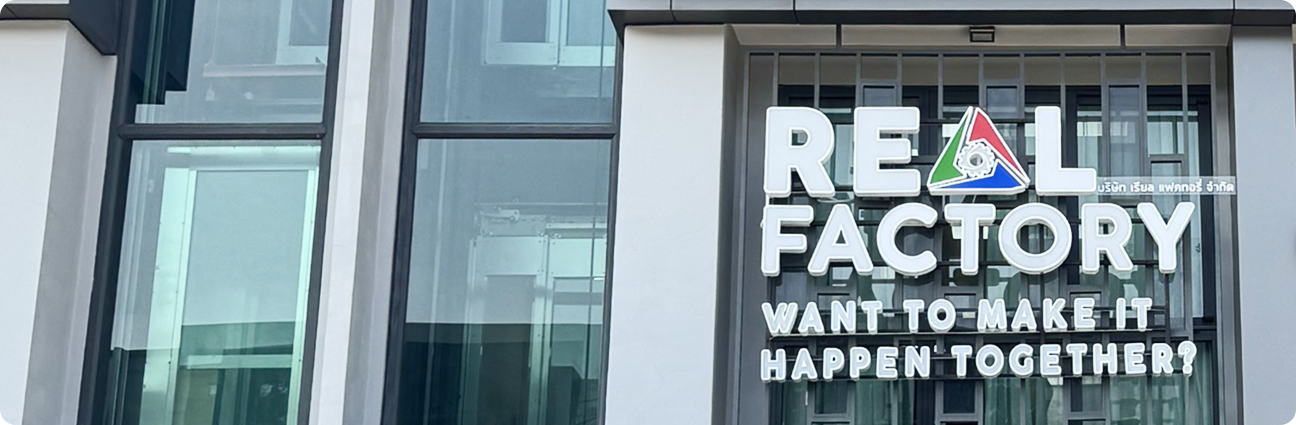 REAL
บริษัท เรียล แฟคทอรี่ จำกัด
FACTORY
WANT TO MAKE IT
HAPPEN TOGETHER?